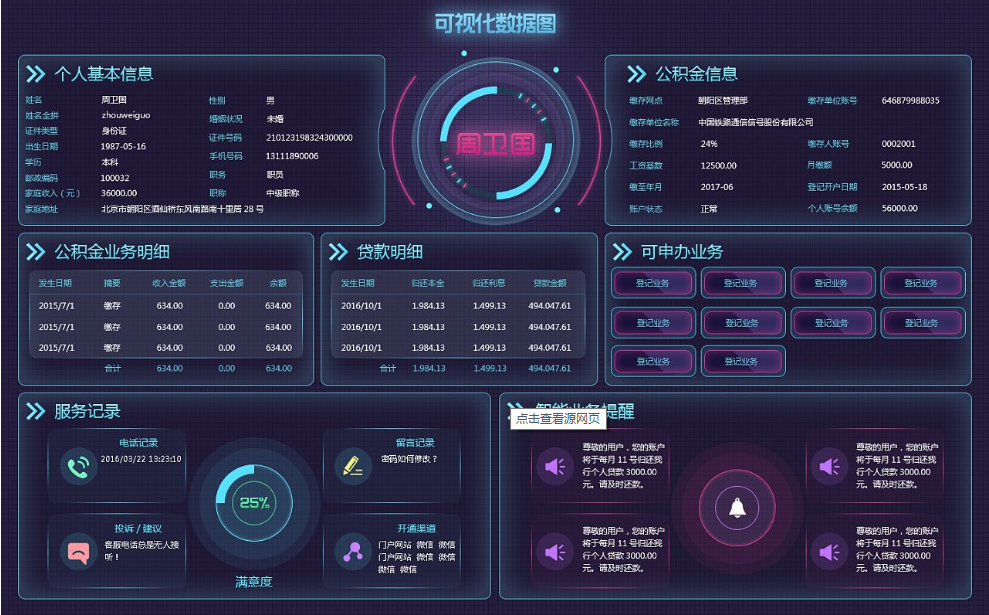 可视化数据图
个人基本信息
姓名 周卫国 性别 男
姓名全拼 zhouweiguo 婚姻状况 未婚
证件类型 身份证 证件号码 210123198324300000
出生日期 1987-05-16 手机号码 13111890006
学历 本科 职务 职员
邮政编码 100032 职称 中级职称
家庭收入（元） 36000.00
家庭地址 北京市朝阳区酒仙桥东风南路南十里居 28 号
周卫国
公积金信息
缴存网点 朝阳区管理部 缴存单位账号 646879988035
缴存单位名称 中国铁路通信信号股份有限公司
缴存比例 24% 缴存人账号 0002001
工资基数 12500.00 月缴额 5000.00
缴至年月 2017-06 登记开户日期 2015-05-18
账户状态 正常 个人账号余额 56000.00
公积金业务明细
发生日期 摘要 收入金额 支出金额 余额
2015/7/1 缴存 634.00 0.00 634.00
2015/7/1 缴存 634.00 0.00 634.00
2015/7/1 缴存 634.00 0.00 634.00
合计 634.00 0.00 634.00
贷款明细
发生日期 归还本金 归还利息 贷款金额
2016/10/1 1.984.13 1.499.13 494.047.61
2016/10/1 1.984.13 1.499.13 494.047.61
2016/10/1 1.984.13 1.499.13 494.047.61
合计 1.984.13 1.499.13 494.047.61
可申办业务
登记业务 登记业务 登记业务 登记业务
登记业务 登记业务 登记业务 登记业务
登记业务 登记业务
服务记录
电话记录
2016/03/22 13:23:10
留言记录
密码如何修改？
25%
满意度
投诉 / 建议
客服电话总是无人接
听！
开通渠道
门户网站 微信 微信
门户网站 微信 微信
微信 微信
提醒
点击查看源网页
尊敬的用户，您的账户
将于每月 11 号归还我
行个人贷款 3000.00
元。请及时还款。
尊敬的用户，您的账户
将于每月 11 号归还我
行个人贷款 3000.00
元。请及时还款。
尊敬的用户，您的账户
将于每月 11 号归还我
行个人贷款 3000.00
元。请及时还款。
尊敬的用户，您的账户
将于每月 11 号归还我
行个人贷款 3000.00
元。请及时还款。